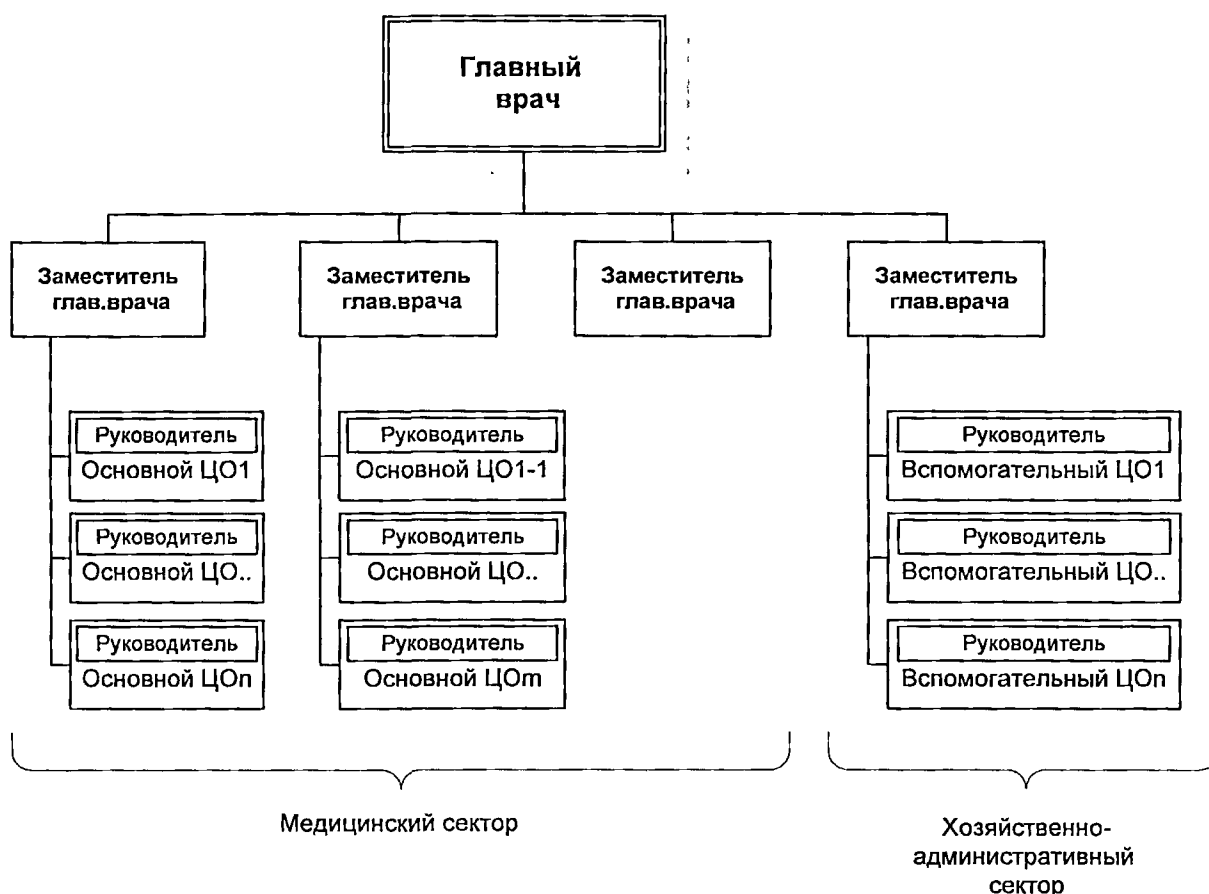 Главный
врач
Заместитель
глав.врача
Заместитель
глав.врача
Заместитель
глав.врача
Заместитель
глав.врача
Руководитель
Основной ЦО1
Руководитель
Основной ЦО..
Руководитель
Основной ЦОn
Руководитель
Основной ЦО1-1
Руководитель
Основной ЦО..
Руководитель
Основной ЦОm
Руководитель
Вспомогательный ЦО1
Руководитель
Вспомогательный ЦО..
Руководитель
Вспомогательный ЦОn
Медицинский сектор
Хозяйственно-
административный
сектор